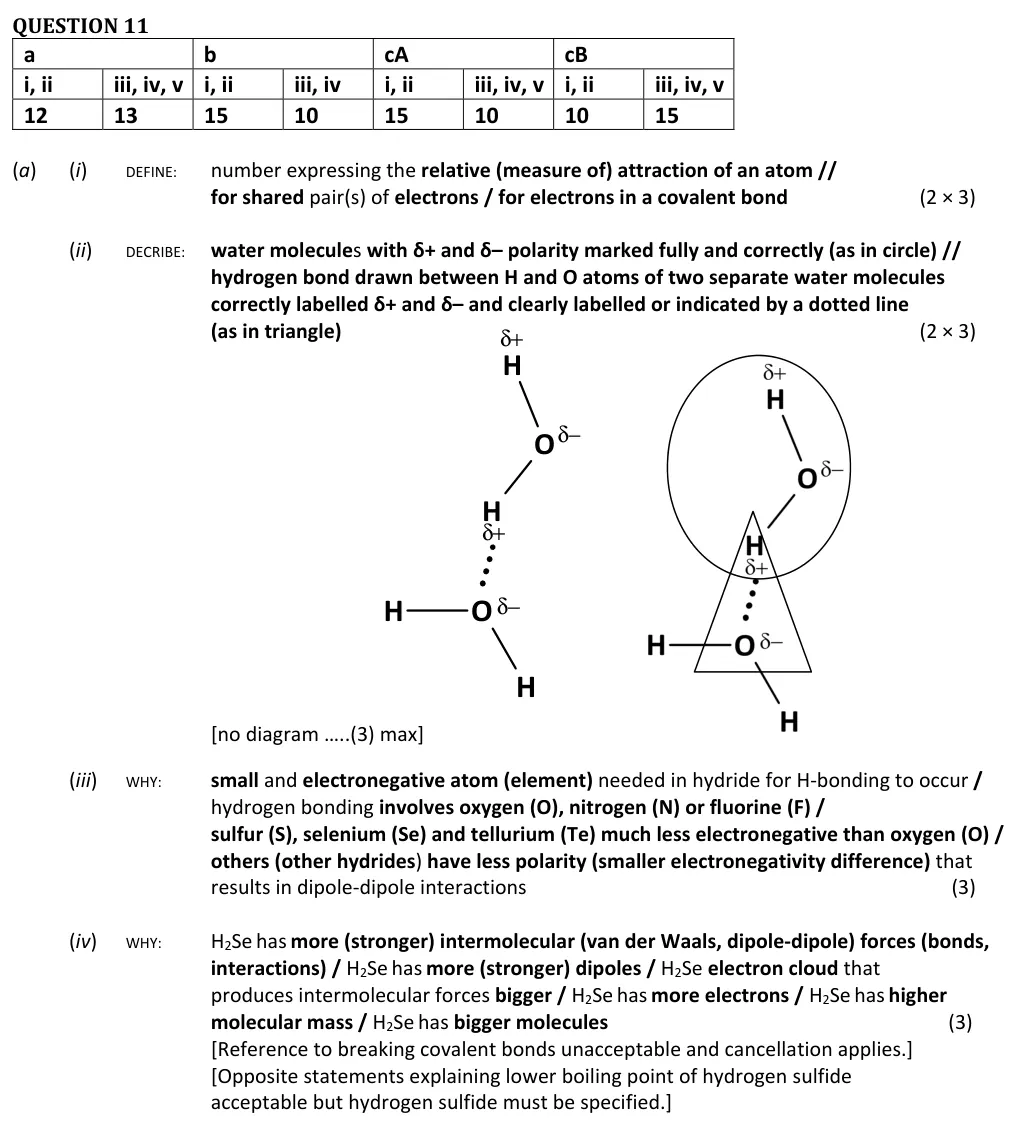 QUESTION 11
a b cA cB
i, ii iii, iv, v i, ii iii, iv i, ii iii, iv, v i, ii iii, iv, v
12 13 15 10 15 10 10 15
(a) (i) DEFINE: number expressing the relative (measure of) attraction of an atom //
for shared pair(s) of electrons / for electrons in a covalent bond (2 × 3)
(ii) DECRIBE: water molecules with δ+ and δ– polarity marked fully and correctly (as in circle) //
hydrogen bond drawn between H and O atoms of two separate water molecules
correctly labelled δ+ and δ– and clearly labelled or indicated by a dotted line
(as in triangle) (2 × 3)
δ+
H
O δ–
H
δ+
H O δ–
H
δ+
H
O δ–
H
δ+
H O δ–
H
[no diagram …..(3) max]
(iii) WHY: small and electronegative atom (element) needed in hydride for H-bonding to occur /
hydrogen bonding involves oxygen (O), nitrogen (N) or fluorine (F) /
sulfur (S), selenium (Se) and tellurium (Te) much less electronegative than oxygen (O) /
others (other hydrides) have less polarity (smaller electronegativity difference) that
results in dipole-dipole interactions (3)
(iv) WHY: H₂Se has more (stronger) intermolecular (van der Waals, dipole-dipole) forces (bonds,
interactions) / H₂Se has more (stronger) dipoles / H₂Se electron cloud that
produces intermolecular forces bigger / H₂Se has more electrons / H₂Se has higher
molecular mass / H₂Se has bigger molecules (3)
[Reference to breaking covalent bonds unacceptable and cancellation applies.]
[Opposite statements explaining lower boiling point of hydrogen sulfide
acceptable but hydrogen sulfide must be specified.]